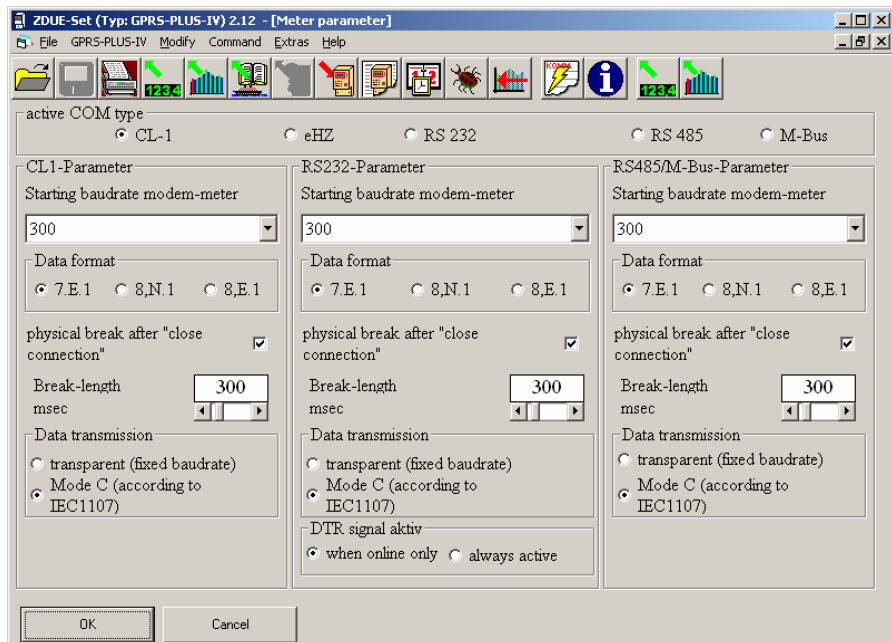 ZDUE-Set (Typ: GPRS-PLUS-IV) 2.12 - [Meter parameter]
File GPRS-PLUS-IV Modify Command Extras Help
1234 KOMM. 1234
active COM type
CL-1 eHZ RS 232 RS 485 M-Bus
CL1-Parameter
Starting baudrate modem-meter
300
Data format
7.E.1 8,N.1 8,E.1
physical break after "close
connection"
Break-length 300
msec
Data transmission
transparent (fixed baudrate)
Mode C (according to
IEC1107)
RS232-Parameter
Starting baudrate modem-meter
300
Data format
7.E.1 8,N.1 8,E.1
physical break after "close
connection"
Break-length 300
msec
Data transmission
transparent (fixed baudrate)
Mode C (according to
IEC1107)
DTR signal aktiv
when online only always active
RS485/M-Bus-Parameter
Starting baudrate modem-meter
300
Data format
7.E.1 8,N.1 8,E.1
physical break after "close
connection"
Break-length 300
msec
Data transmission
transparent (fixed baudrate)
Mode C (according to
IEC1107)
OK Cancel